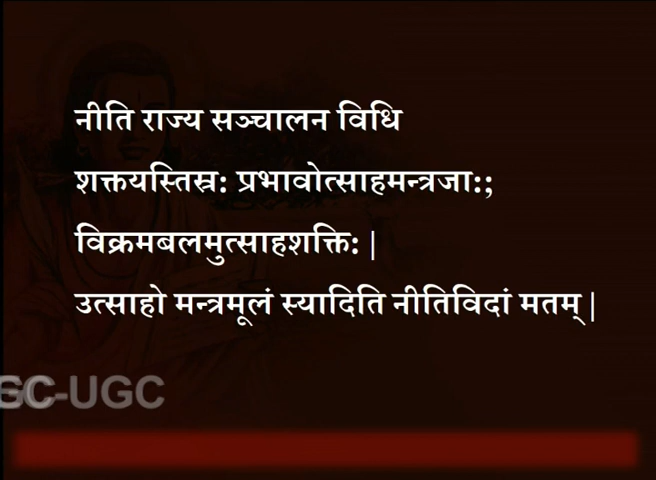 नीति राज्य सञ्चालन विधि
शक्तयस्तिस्र: प्रभावोत्साहमन्त्रजा:;
विक्रमबलमुत्साहशक्ति: |
उत्साहो मन्त्रमूलं स्यादिति नीतिविदां मतम् |
GC-UGC